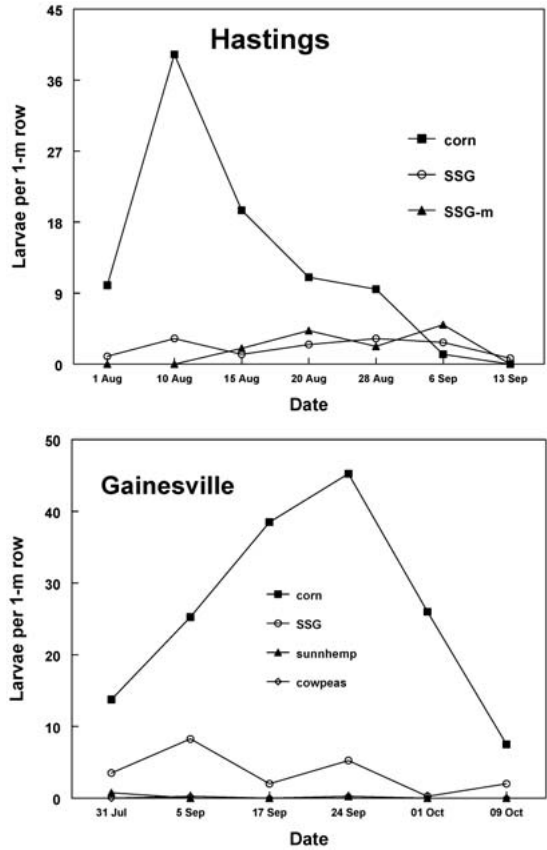 Hastings
45
36
27
18
9
0
Larvae per 1-m row
corn
SSG
SSG-m
1 Aug 10 Aug 15 Aug 20 Aug 28 Aug 6 Sep 13 Sep
Date
Gainesville
50
40
30
20
10
0
Larvae per 1-m row
corn
SSG
sunnhemp
cowpeas
31 Jul 5 Sep 17 Sep 24 Sep 01 Oct 09 Oct
Date